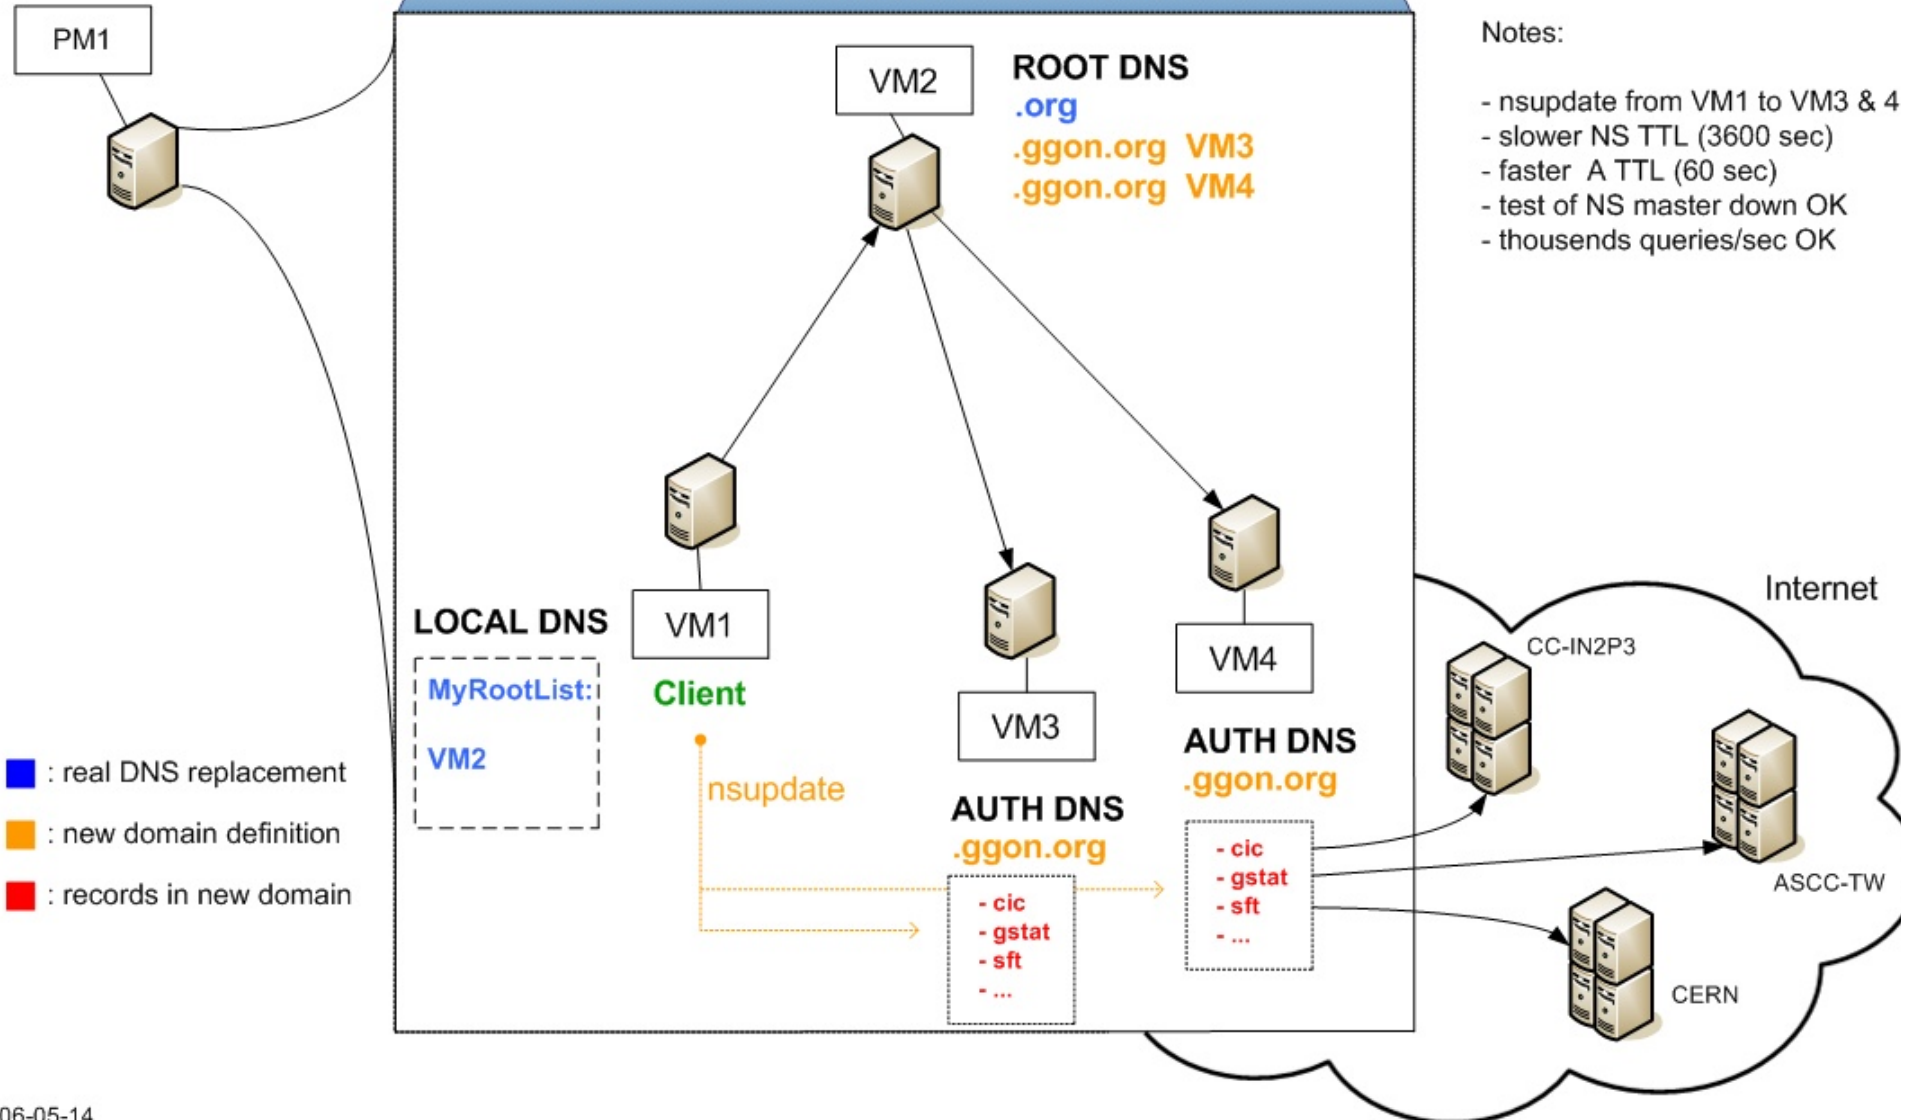 PM1
VM2
ROOT DNS
.org
.ggon.org VM3
.ggon.org VM4
Notes:
- nsupdate from VM1 to VM3 & 4
- slower NS TTL (3600 sec)
- faster A TTL (60 sec)
- test of NS master down OK
- thousends queries/sec OK
LOCAL DNS
MyRootList:
VM2
VM1
Client
nsupdate
VM3
AUTH DNS
.ggon.org
- cic
- gstat
- sft
- ...
VM4
AUTH DNS
.ggon.org
- cic
- gstat
- sft
- ...
Internet
CC-IN2P3
ASCC-TW
CERN
: real DNS replacement
: new domain definition
: records in new domain
06-05-14